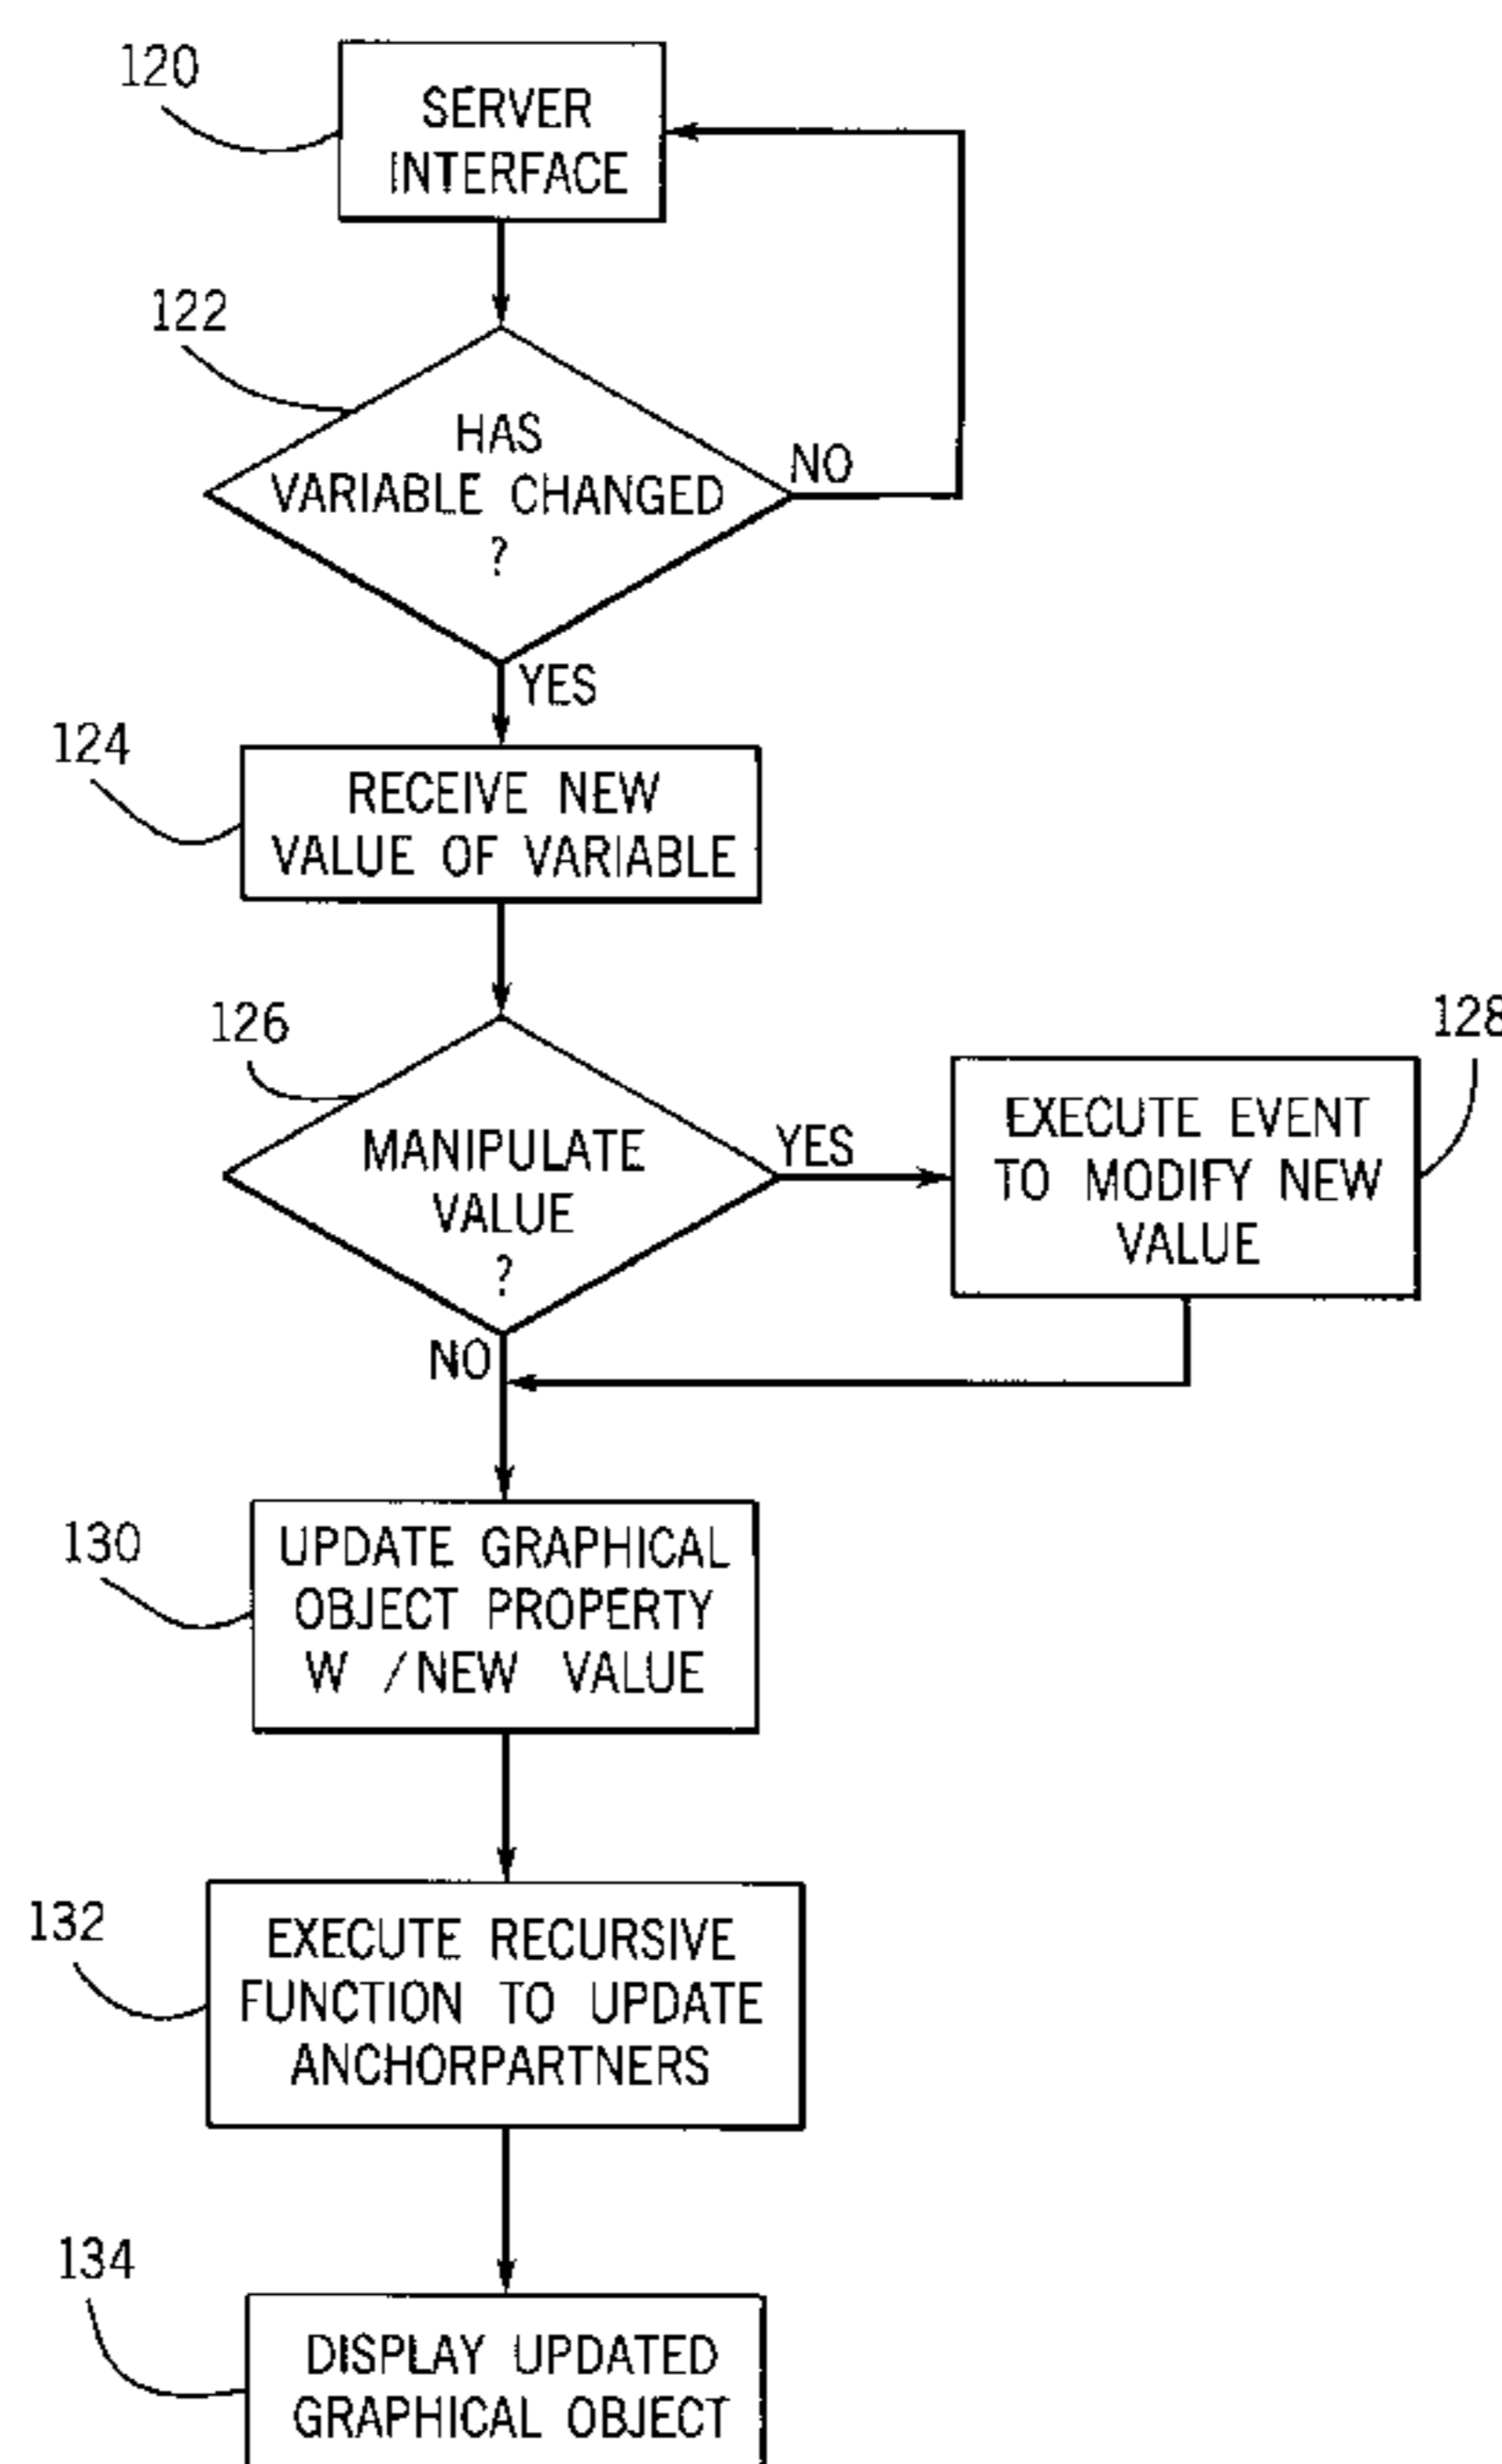 120
SERVER
INTERFACE
122
HAS
VARIABLE CHANGED
?
NO
YES
124
RECEIVE NEW
VALUE OF VARIABLE
126
MANIPULATE
VALUE
?
YES
NO
128
EXECUTE EVENT
TO MODIFY NEW
VALUE
130
UPDATE GRAPHICAL
OBJECT PROPERTY
W /NEW VALUE
132
EXECUTE RECURSIVE
FUNCTION TO UPDATE
ANCHORPARTNERS
134
DISPLAY UPDATED
GRAPHICAL OBJECT